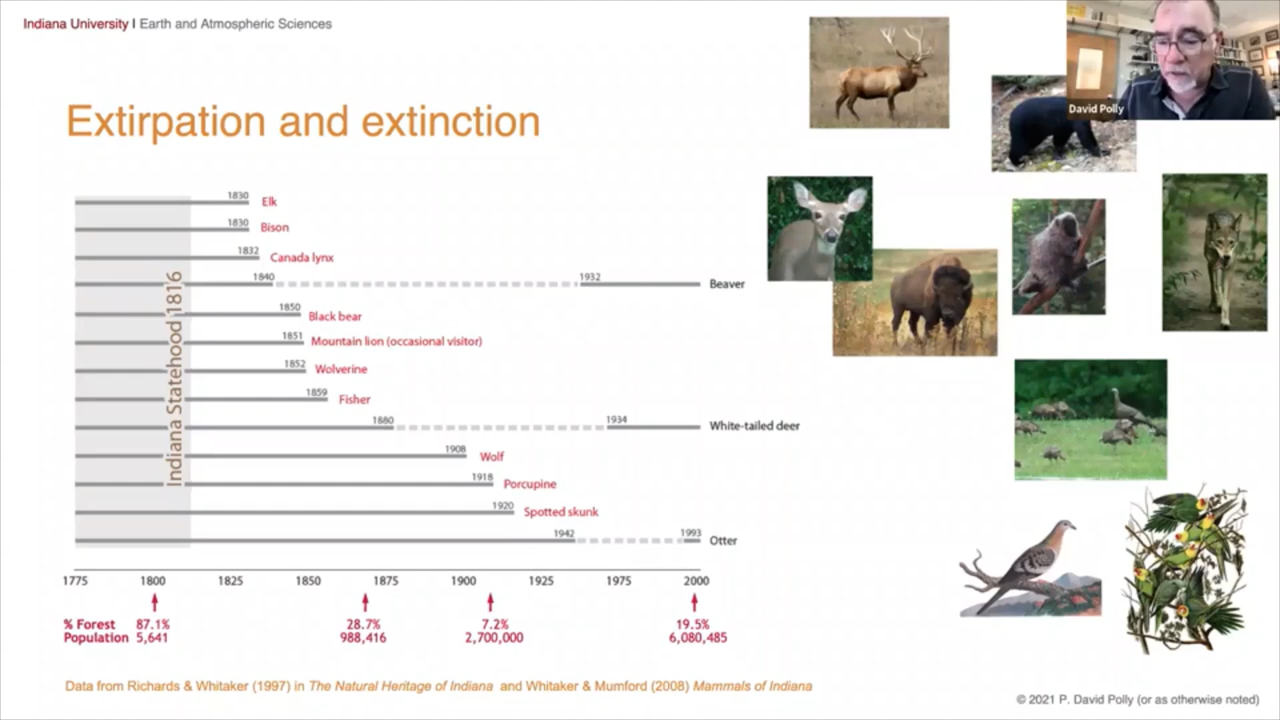 Indiana University | Earth and Atmospheric Sciences
David Polly
Extirpation and extinction
1830 Elk
1830 Bison
1832 Canada lynx
1840 1932 Beaver
1850 Black bear
1851 Mountain lion (occasional visitor)
1852 Wolverine
1859 Fisher
1880 1934 White-tailed deer
1908 Wolf
1918 Porcupine
1920 Spotted skunk
1942 1993 Otter
Indiana Statehood 1816
1775 1800 1825 1850 1875 1900 1925 1975 2000
% Forest 87.1% 28.7% 7.2% 19.5%
Population 5,641 988,416 2,700,000 6,080,485
Data from Richards & Whitaker (1997) in The Natural Heritage of Indiana and Whitaker & Mumford (2008) Mammals of Indiana
© 2021 P. David Polly (or as otherwise noted)